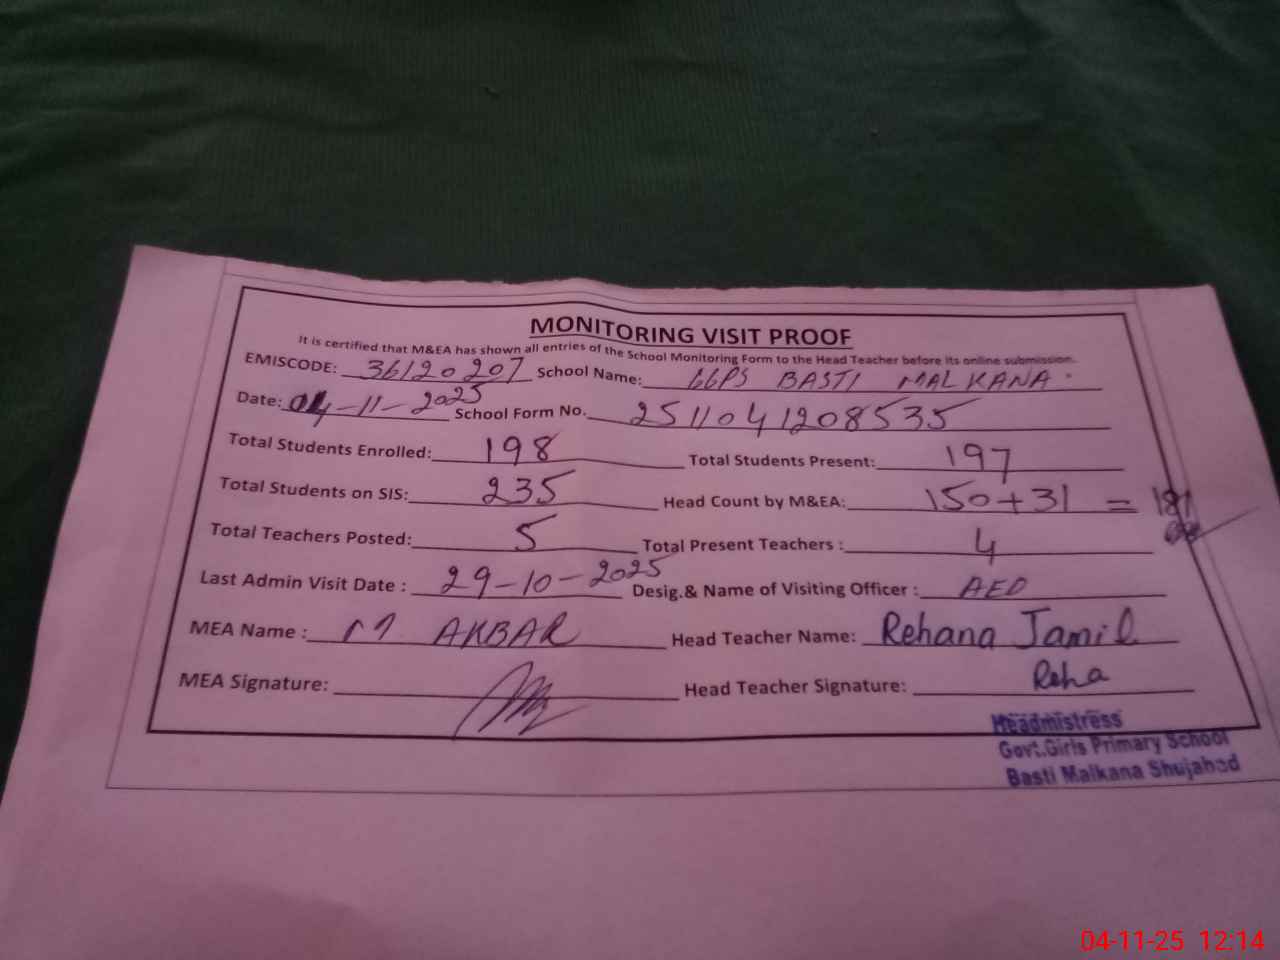 MONITORING VISIT PROOF
It is certified that M&EA has shown all entries of the School Monitoring Form to the Head Teacher before its online submission.
EMISCODE: 36120207 School Name: GGPS BASTI MALKANA.
Date: 04-11-2025 School Form No. 2511041208535
Total Students Enrolled: 198 Total Students Present: 197
Total Students on SIS: 235 Head Count by M&EA: 150+31 = 181
Total Teachers Posted: 5 Total Present Teachers : 4
Last Admin Visit Date : 29-10-2025 Desig.& Name of Visiting Officer : AEO
MEA Name : M AKBAR Head Teacher Name: Rehana Jamil
MEA Signature: Head Teacher Signature: Reha
Headmistress
Govt.Girls Primary School
Basti Malkana Shujabad
04-11-25 12:14